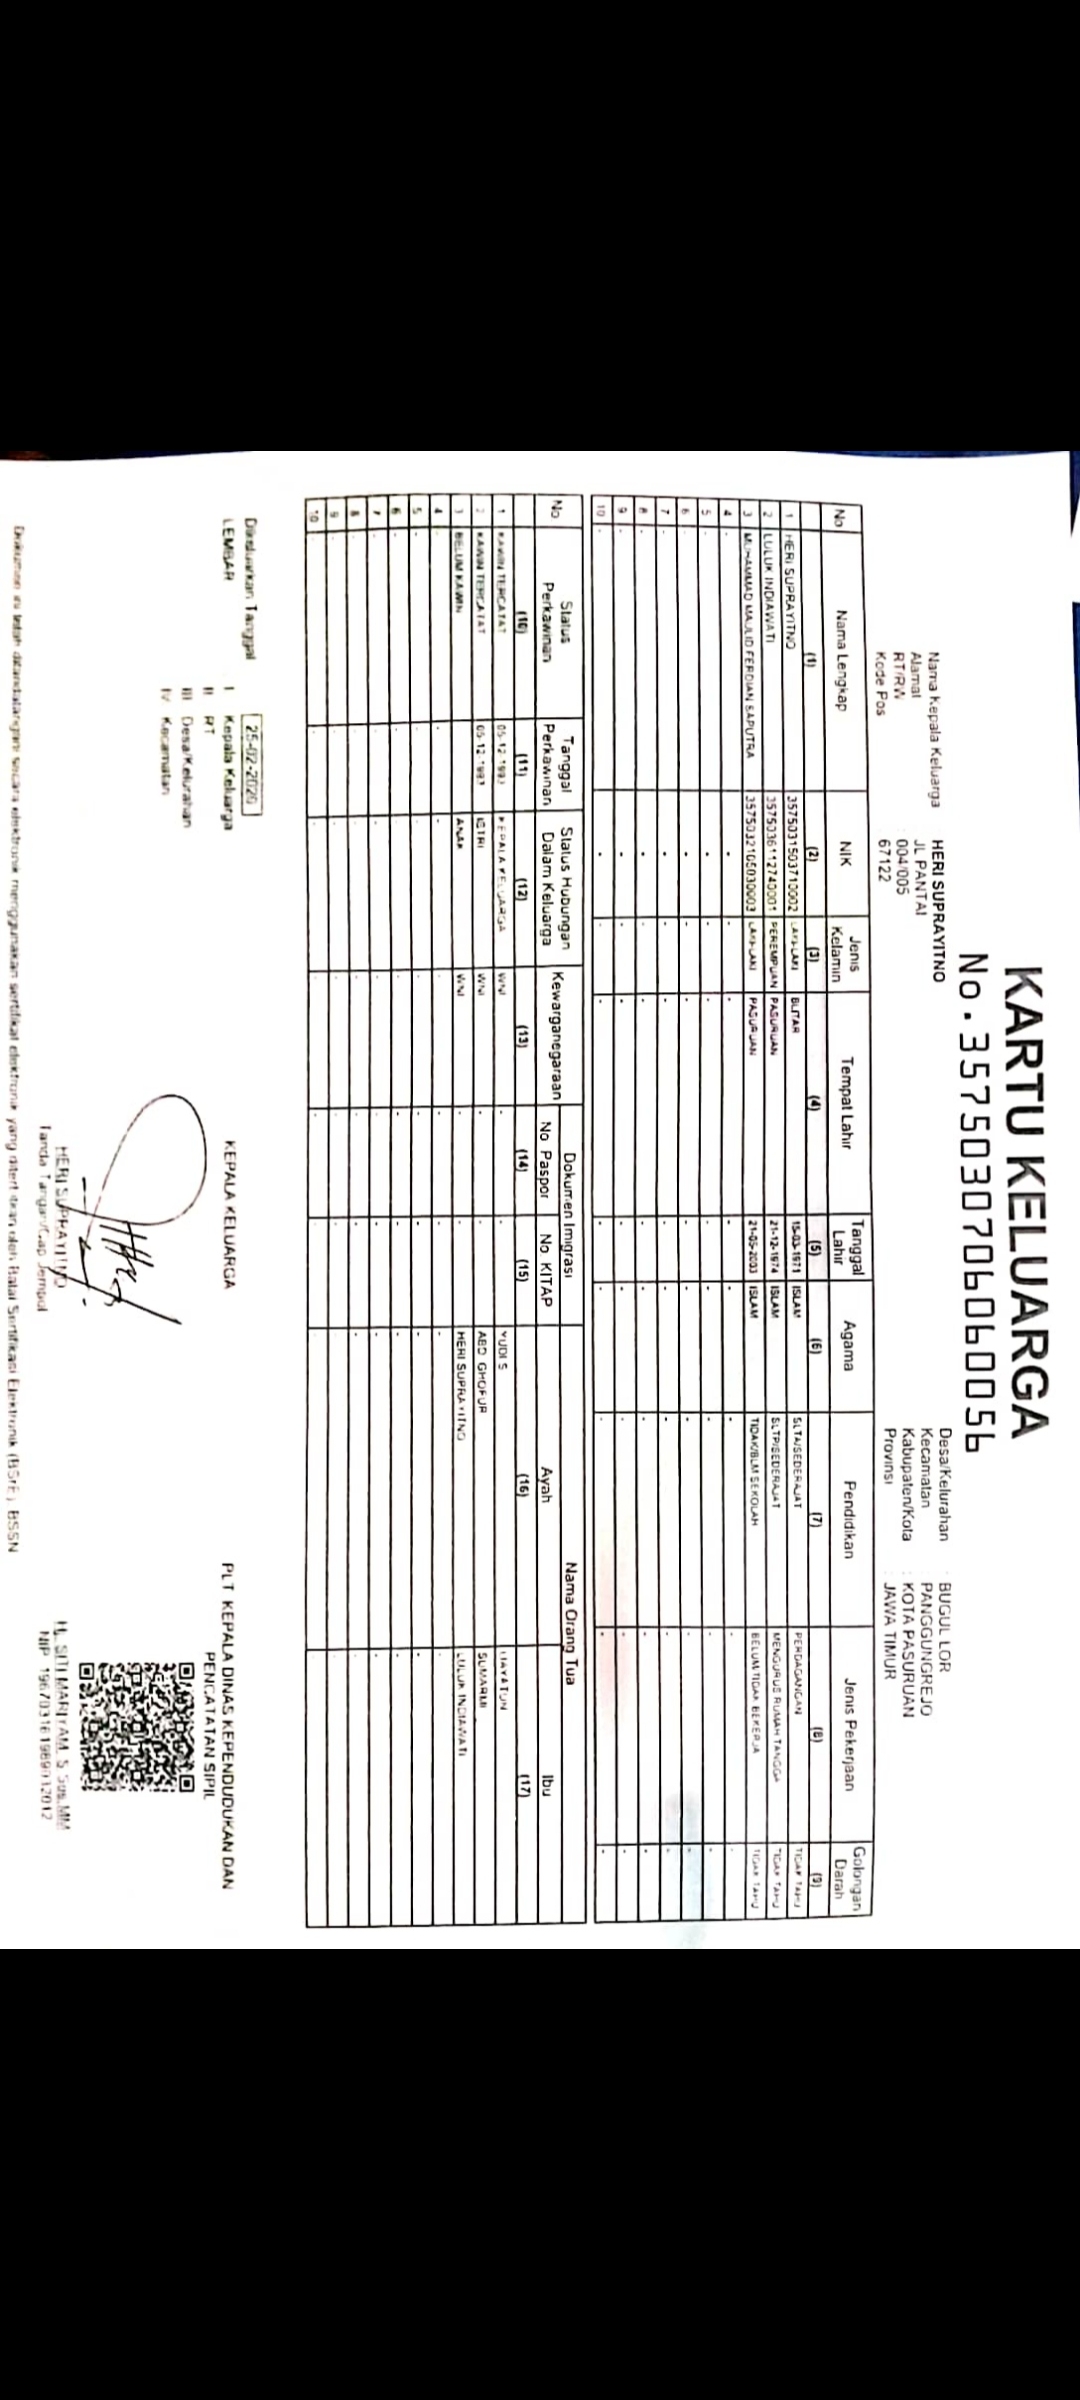 KARTU KELUARGA
No. 3575030706060056
Nama Kepala Keluarga : HERI SUPRAYITNO
Alamat : JL PANTAI
RT/RW : 004/005
Kode Pos : 67122
Desa/Kelurahan : BUGUL LOR
Kecamatan : PANGGUNGREJO
Kabupaten/Kota : KOTA PASURUAN
Provinsi : JAWA TIMUR
No Nama Lengkap NIK Jenis Kelamin Tempat Lahir Tanggal Lahir Agama Pendidikan Jenis Pekerjaan Golongan Darah
(1) (2) (3) (4) (5) (6) (7) (8) (9)
1 HERI SUPRAYITNO 3575031503710002 LAKI-LAKI BLITAR 15-03-1971 ISLAM SLTA/SEDERAJAT PERDAGANGAN TIDAK TAHU
2 LULUK INDIAWATI 3575036112740001 PEREMPUAN PASURUAN 21-12-1974 ISLAM SLTP/SEDERAJAT MENGURUS RUMAH TANGGA TIDAK TAHU
3 MUHAMMAD MAULID FERDIAN SAPUTRA 3575032105030003 LAKI-LAKI PASURUAN 21-05-2003 ISLAM TIDAK/BLM SEKOLAH BELUM/TIDAK BEKERJA TIDAK TAHU
4 - - - - - - - - -
5 - - - - - - - - -
6 - - - - - - - - -
7 - - - - - - - - -
8 - - - - - - - - -
9 - - - - - - - - -
10 - - - - - - - - -
No Status Perkawinan Tanggal Perkawinan Status Hubungan Dalam Keluarga Kewarganegaraan Dokumen Imigrasi Nama Orang Tua
No Paspor No KITAP Ayah Ibu
(10) (11) (12) (13) (14) (15) (16) (17)
1 KAWIN TERCATAT 05-12-1993 KEPALA KELUARGA WNI - - YUDI S
2 KAWIN TERCATAT 05-12-1993 ISTRI WNI - - ABD GHOFUR SUMARMI
3 BELUM KAWIN ANAK WNI - - HERI SUPRAYITNO LULUK INDIAWATI
4 - - - - - - - -
5 - - - - - - - -
6 - - - - - - - -
7 - - - - - - - -
8 - - - - - - - -
9 - - - - - - - -
10 - - - - - - - -
Dikeluarkan Tanggal : 25-02-2020
LEMBAR : I Kepala Keluarga
II RT
III Desa/Kelurahan
IV Kecamatan
KEPALA KELUARGA
HERI SUPRAYITNO
Tanda Tangan/Cap Jempol
PLT KEPALA DINAS KEPENDUDUKAN DAN
PENCATATAN SIPIL
Hj. SITI MARIYAM, S.Sos,MM
NIP 196703161989032012
Dokumen ini telah ditandatangani secara elektronik menggunakan sertifikat elektronik yang diterbitkan oleh Balai Sertifikasi Elektronik (BSrE), BSSN